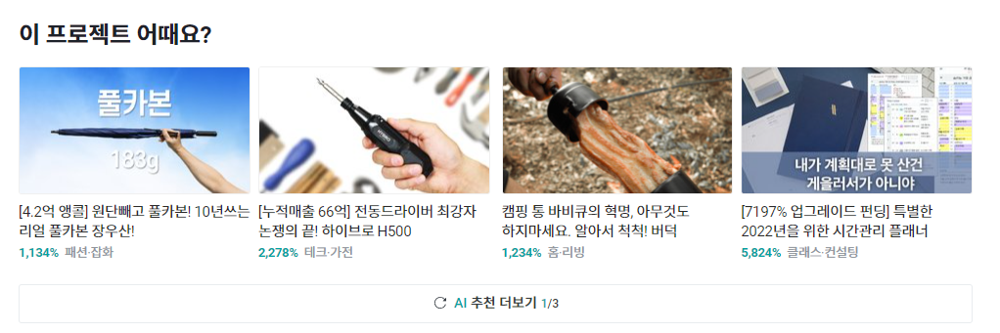 이 프로젝트 어때요?
풀카본
183g
내가 계획대로 못 산건
게을러서가 아니야
[4.2억 앵콜] 원단빼고 풀카본! 10년쓰는
리얼 풀카본 장우산!
1,134% 패션·잡화
[누적매출 66억] 전동드라이버 최강자
논쟁의 끝! 하이브로 H500
2,278% 테크·가전
캠핑 통 바비큐의 혁명, 아무것도
하지마세요. 알아서 척척! 버덕
1,234% 홈·리빙
[7197% 업그레이드 펀딩] 특별한
2022년을 위한 시간관리 플래너
5,824% 클래스·컨설팅
AI 추천 더보기 1/3